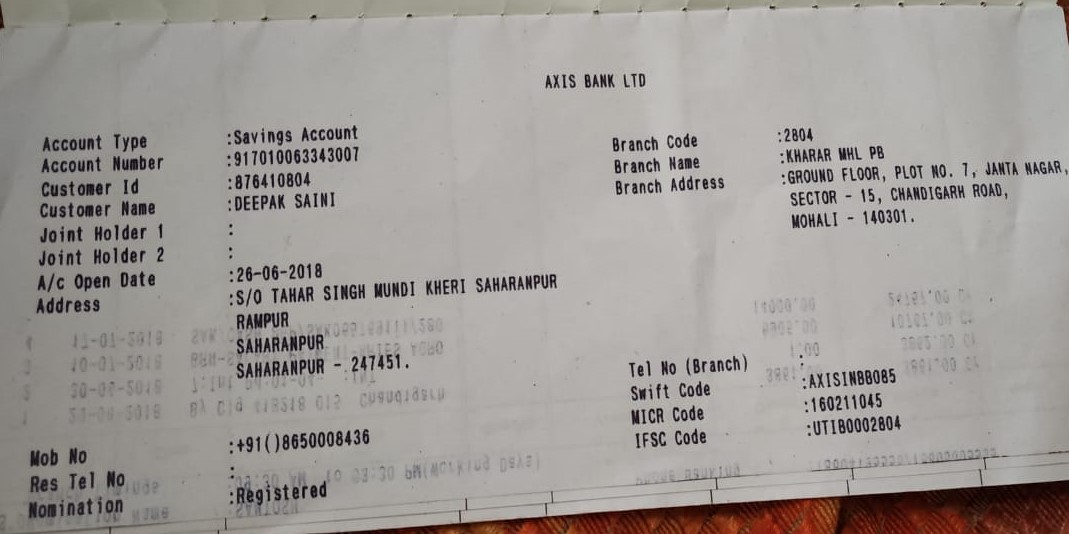 AXIS BANK LTD
Account Type :Savings Account
Account Number :917010063343007
Customer Id :876410804
Customer Name :DEEPAK SAINI
Joint Holder 1 :
Joint Holder 2 :
A/c Open Date :26-06-2018
Address :S/O TAHAR SINGH MUNDI KHERI SAHARANPUR
RAMPUR
SAHARANPUR
SAHARANPUR - 247451.
Mob No :+91()8650008436
Res Tel No :
Nomination :Registered
Branch Code :2804
Branch Name :KHARAR MHL PB
Branch Address :GROUND FLOOR, PLOT NO. 7, JANTA NAGAR,
SECTOR - 15, CHANDIGARH ROAD,
MOHALI - 140301.
Tel No (Branch) :
Swift Code :AXISINBB085
MICR Code :160211045
IFSC Code :UTIB0002804